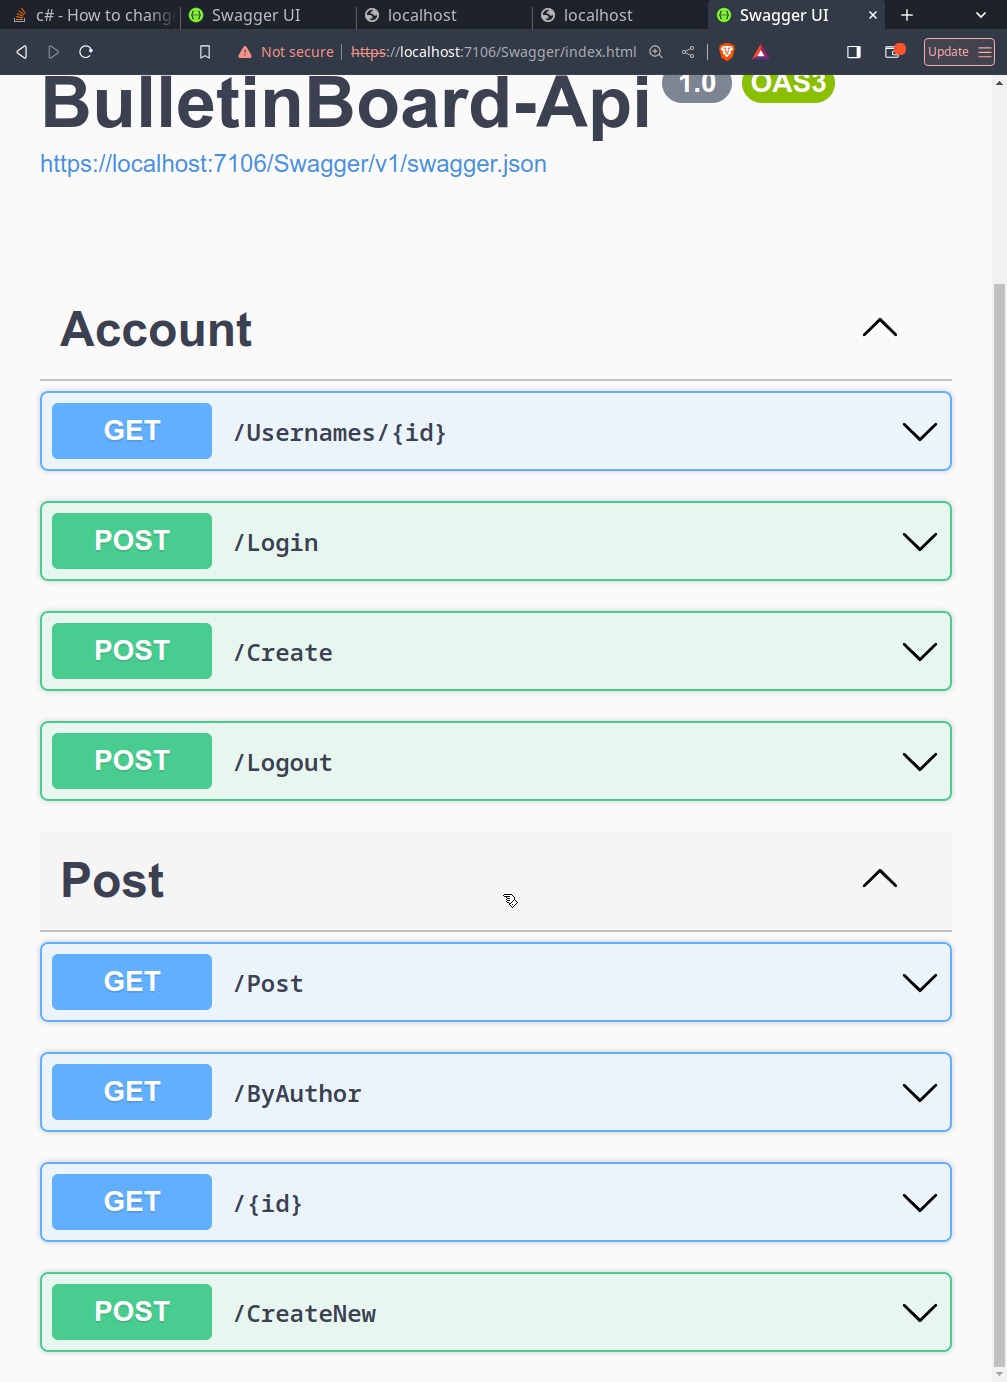 c# - How to chang
Swagger UI
localhost
localhost
Swagger UI
Not secure
https://localhost:7106/Swagger/index.html
Update
BulletinBoard-Api 1.0 OAS3
https://localhost:7106/Swagger/v1/swagger.json
Account
GET /Usernames/{id}
POST /Login
POST /Create
POST /Logout
Post
GET /Post
GET /ByAuthor
GET /{id}
POST /CreateNew